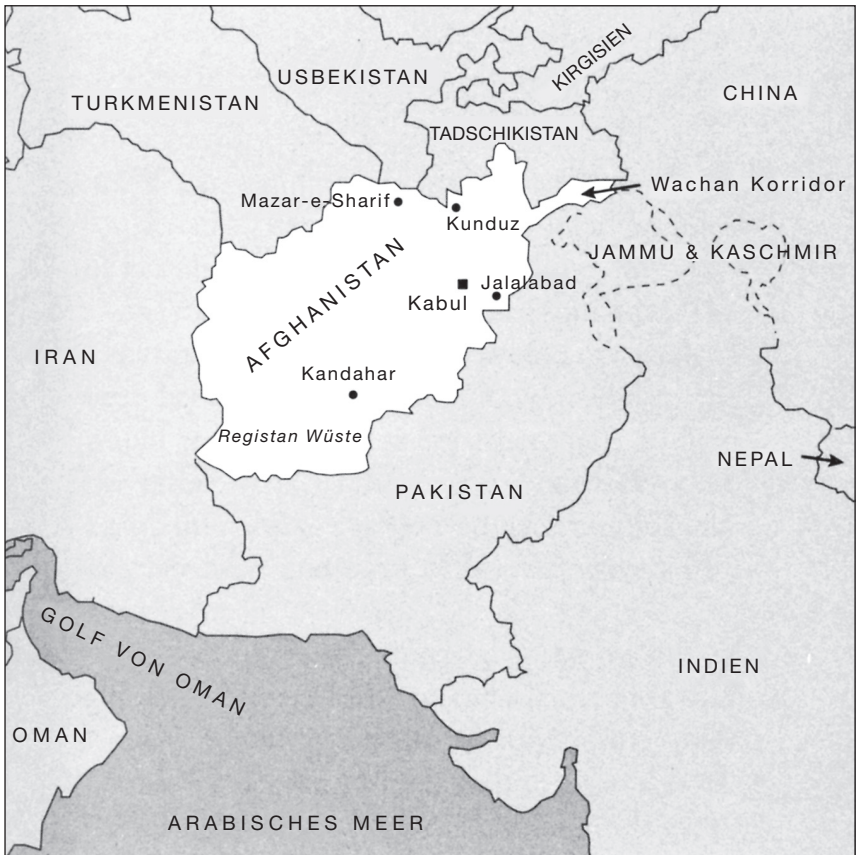 KIRGISIEN
USBEKISTAN
CHINA
TURKMENISTAN
TADSCHIKISTAN
Wachan Korridor
Mazar-e-Sharif
Kunduz
JAMMU & KASCHMIR
AFGHANISTAN
Jalalabad
Kabul
IRAN
Kandahar
Registan Wüste
NEPAL
PAKISTAN
GOLF VON OMAN
INDIEN
OMAN
ARABISCHES MEER